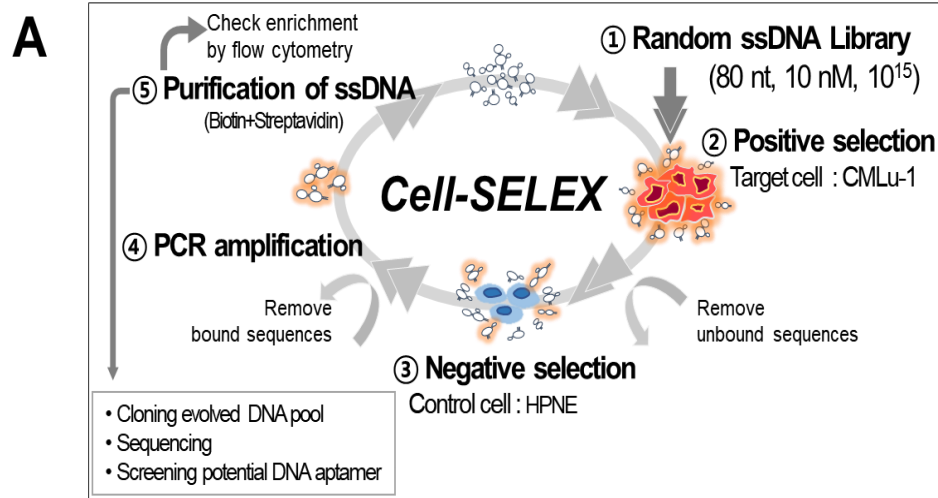 A
Check enrichment
by flow cytometry
① Random ssDNA Library
(80 nt, 10 nM, 10¹⁵)
⑤ Purification of ssDNA
(Biotin+Streptavidin)
② Positive selection
Target cell : CMLu-1
Cell-SELEX
④ PCR amplification
Remove
bound sequences
Remove
unbound sequences
③ Negative selection
Control cell : HPNE
• Cloning evolved DNA pool
• Sequencing
• Screening potential DNA aptamer